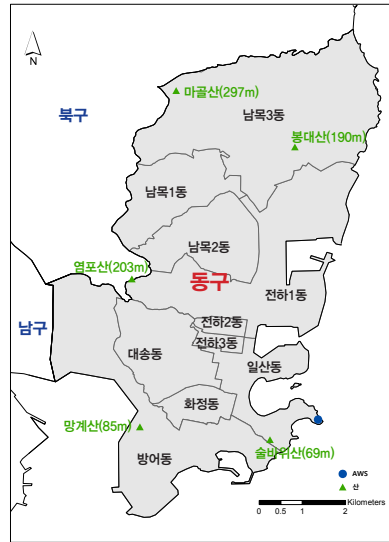 N
마골산(297m)
남목3동
북구
봉대산(190m)
남목1동
남목2동
염포산(203m)
동구
전하1동
전하2동
남구
전하3동
대송동
일산동
화정동
망계산(85m)
술바위산(69m)
방어동
AWS
산
Kilometers
0 0.5 1 2